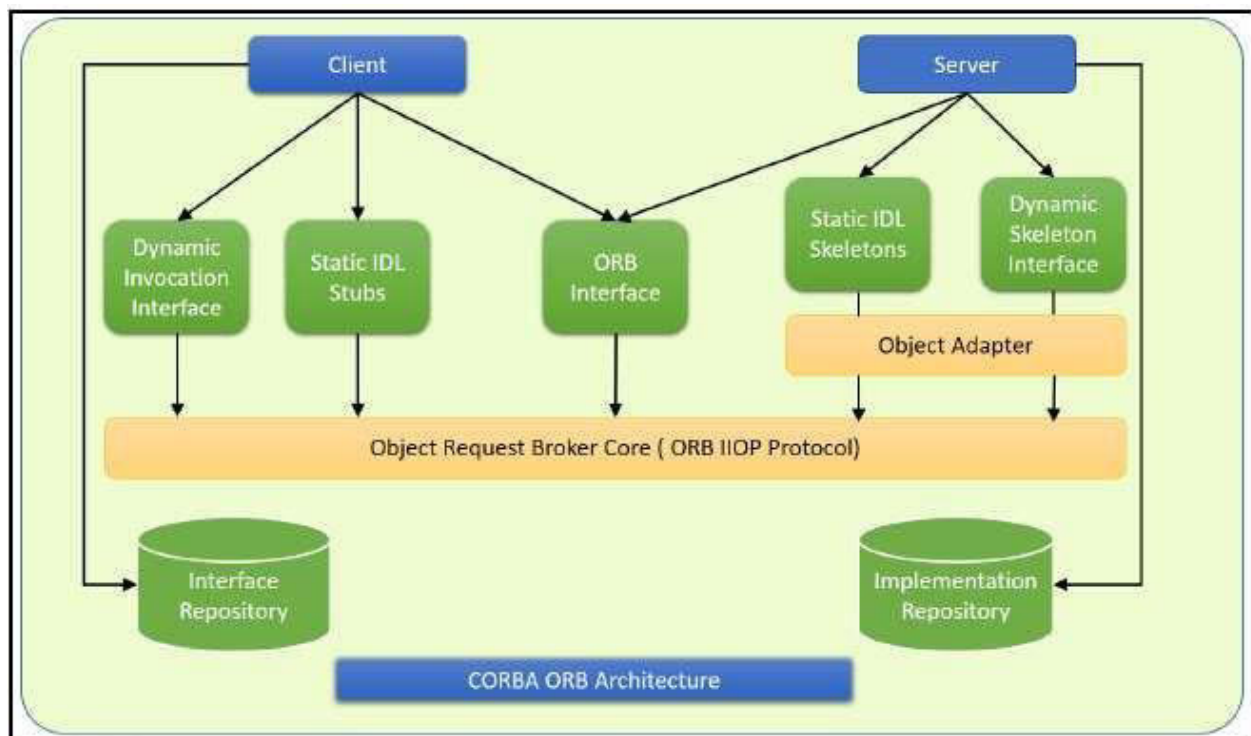 Client
Server
Dynamic
Invocation
Interface
Static IDL
Stubs
ORB
Interface
Static IDL
Skeletons
Dynamic
Skeleton
Interface
Object Adapter
Object Request Broker Core ( ORB IIOP Protocol)
Interface
Repository
Implementation
Repository
CORBA ORB Architecture